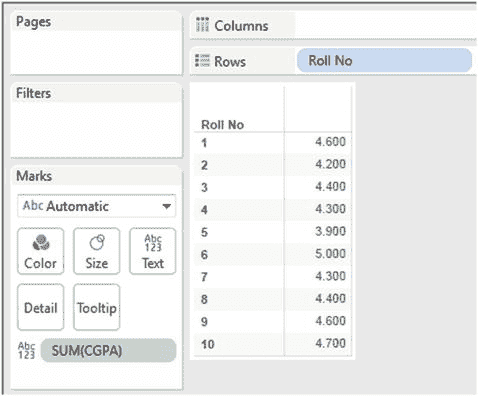 Pages
Columns
Rows Roll No
Filters
Roll No
1 4.600
2 4.200
3 4.400
4 4.300
5 3.900
6 5.000
7 4.300
8 4.400
9 4.600
10 4.700
Marks
Abc Automatic
Color Size Abc 123 Text
Detail Tooltip
Abc 123 SUM(CGPA)